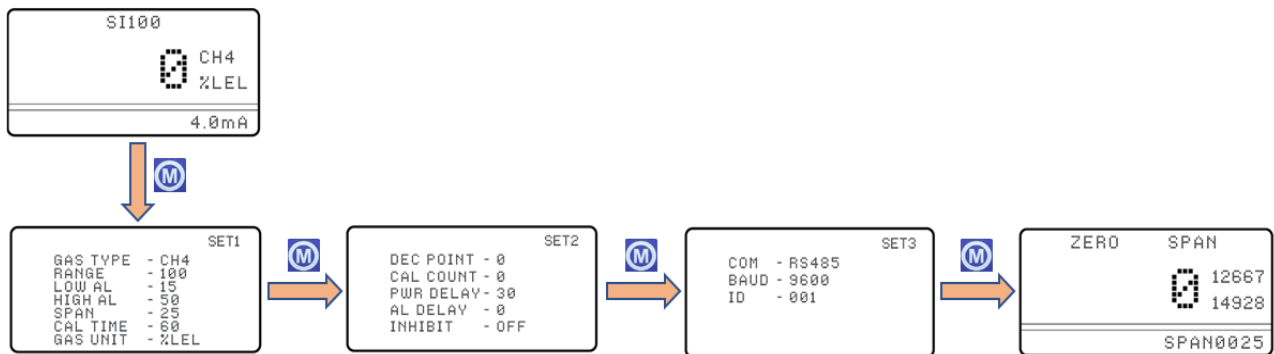 SI100
0 CH4
%LEL
4.0mA
M
SET1
GAS TYPE - CH4
RANGE - 100
LOW AL - 15
HIGH AL - 50
SPAN - 25
CAL TIME - 60
GAS UNIT - %LEL
M
SET2
DEC POINT - 0
CAL COUNT - 0
PWR DELAY - 30
AL DELAY - 0
INHIBIT - OFF
M
SET3
COM - RS485
BAUD - 9600
ID - 001
M
ZERO SPAN
0 12667
14928
SPAN0025